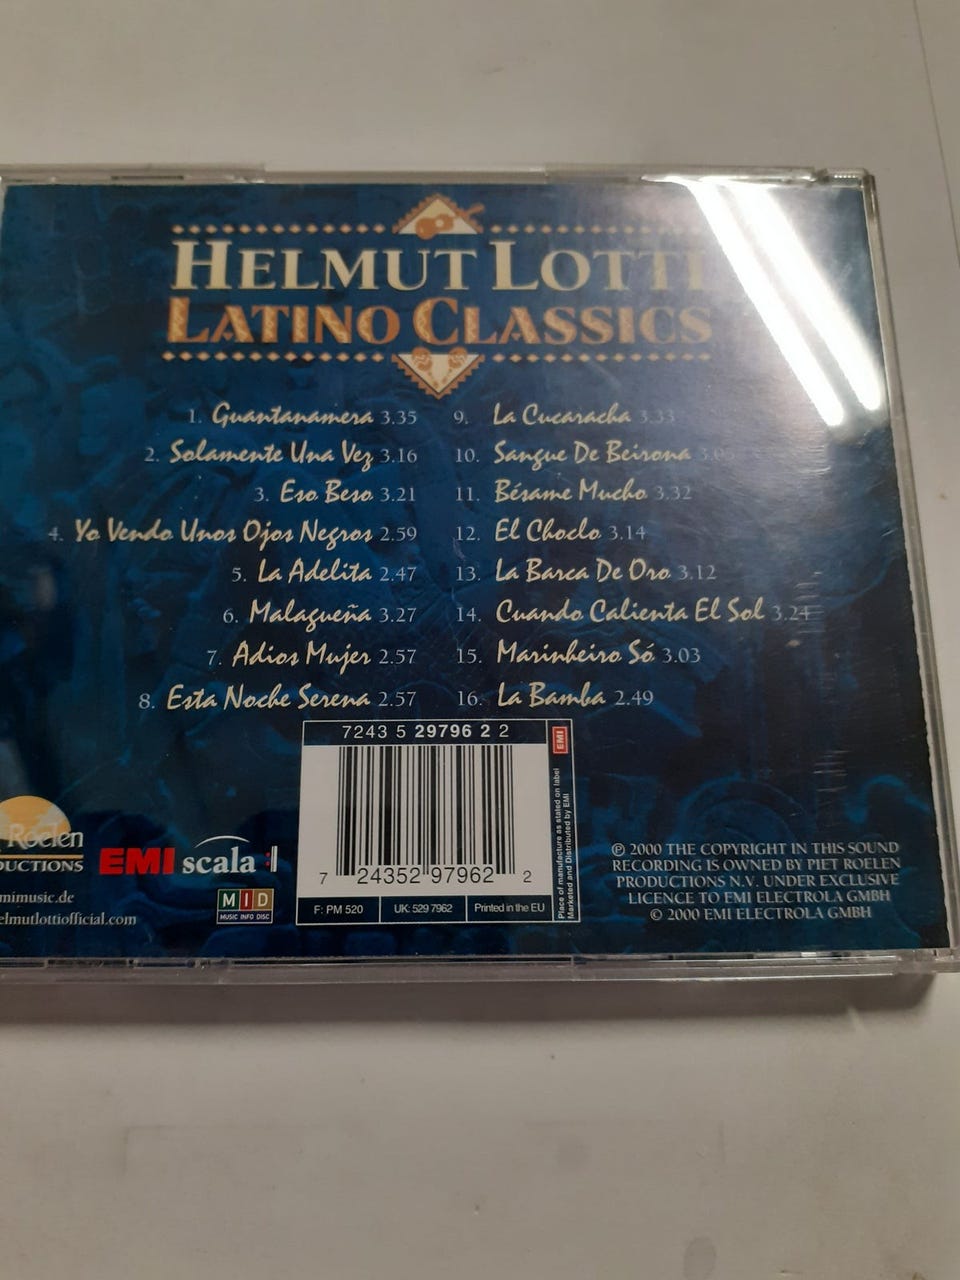 HELMUT LOTTI
LATINO CLASSICS
1. Guantanamera 3.35
2. Solamente Una Vez 3.16
3. Eso Beso 3.21
4. Yo Vendo Unos Ojos Negros 2.59
5. La Adelita 2.47
6. Malagueña 3.27
7. Adios Mujer 2.57
8. Esta Noche Serena 2.57
9. La Cucaracha 3.33
10. Sangue De Beirona
11. Bésame Mucho 3.32
12. El Choclo 3.14
13. La Barca De Oro 3.12
14. Cuando Calienta El Sol 3.24
15. Marinheiro Só 3.03
16. La Bamba 2.49
7243 5 29796 2 2
EMI
Place of manufacture as stated on label
Marketed and Distributed by EMI
7 24352 97962 2
F: PM 520
UK: 529 7962
Printed in the EU
Roelen
DUCTIONS
EMI scala
MID
MUSIC INFO DISC
mimusic.de
elmutlottiofficial.com
℗ 2000 THE COPYRIGHT IN THIS SOUND
RECORDING IS OWNED BY PIET ROELEN
PRODUCTIONS N.V. UNDER EXCLUSIVE
LICENCE TO EMI ELECTROLA GMBH
© 2000 EMI ELECTROLA GMBH